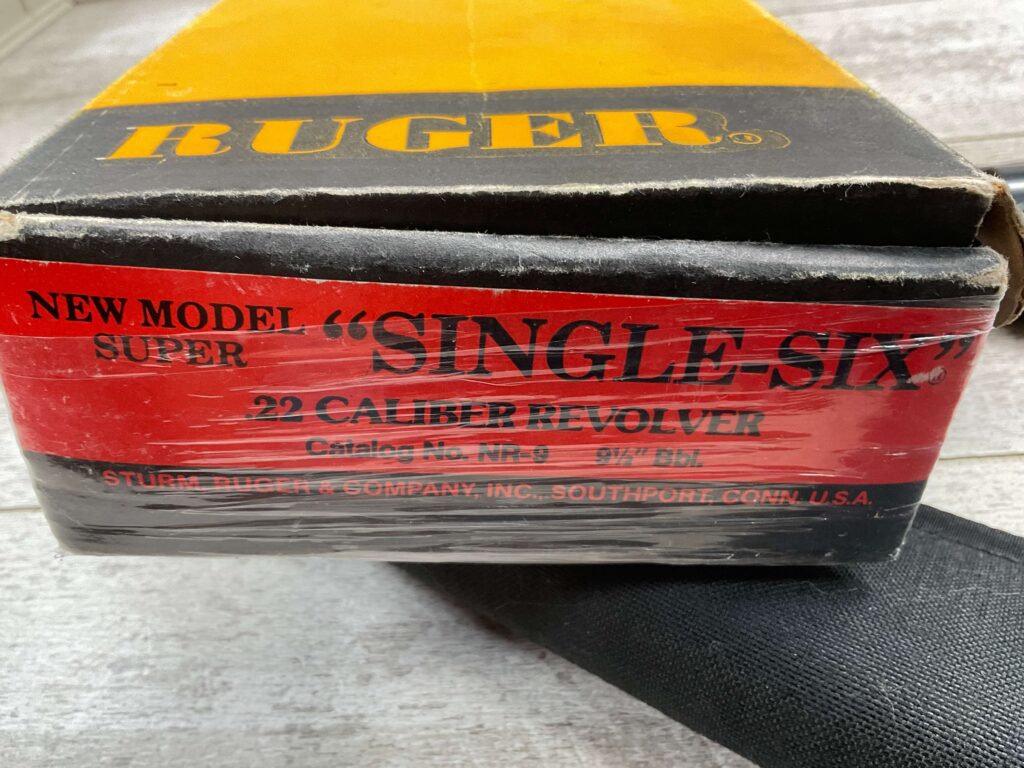 RUGER®
NEW MODEL
SUPER
“SINGLE-SIX”®
.22 CALIBER REVOLVER
Catalog No. NR-9 9½" Bbl.
STURM, RUGER & COMPANY, INC., SOUTHPORT, CONN. U.S.A.